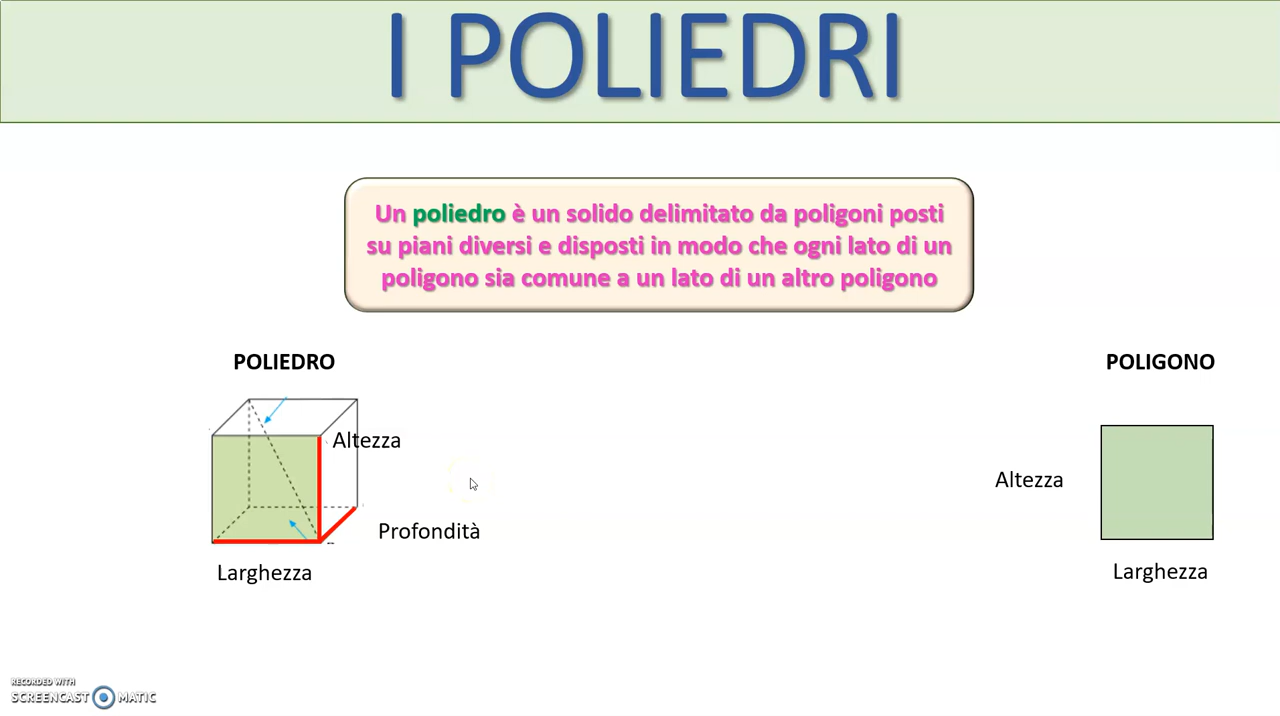 I POLIEDRI
Un poliedro è un solido delimitato da poligoni posti
su piani diversi e disposti in modo che ogni lato di un
poligono sia comune a un lato di un altro poligono
POLIEDRO
POLIGONO
Altezza
Profondità
Larghezza
Altezza
Larghezza
RECORDED WITH
SCREENCAST MATIC